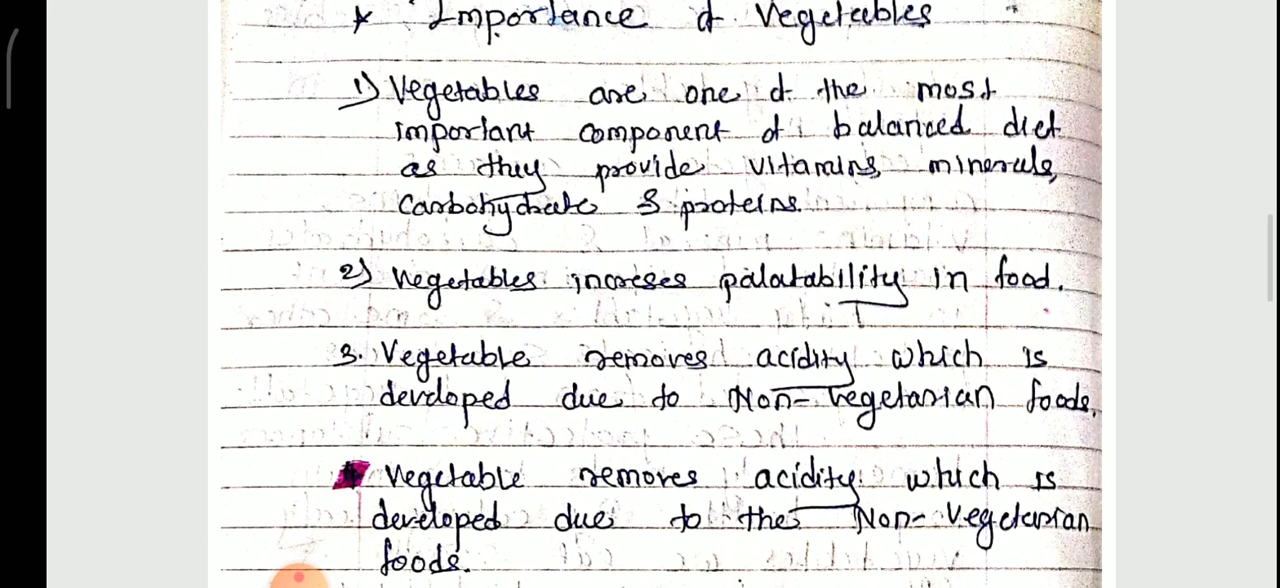 * Importance of Vegetables
1) Vegetables are one of the most
important component of balanced diet
as they provide vitamins, minerals,
Carbohydrate & proteins.
2) Vegetables increses palatability in food.
3. Vegetable removes acidity which is
developed due to Non-vegetarian foods.
Vegetable removes acidity which is
developed due to the Non-Vegetarian
foods.